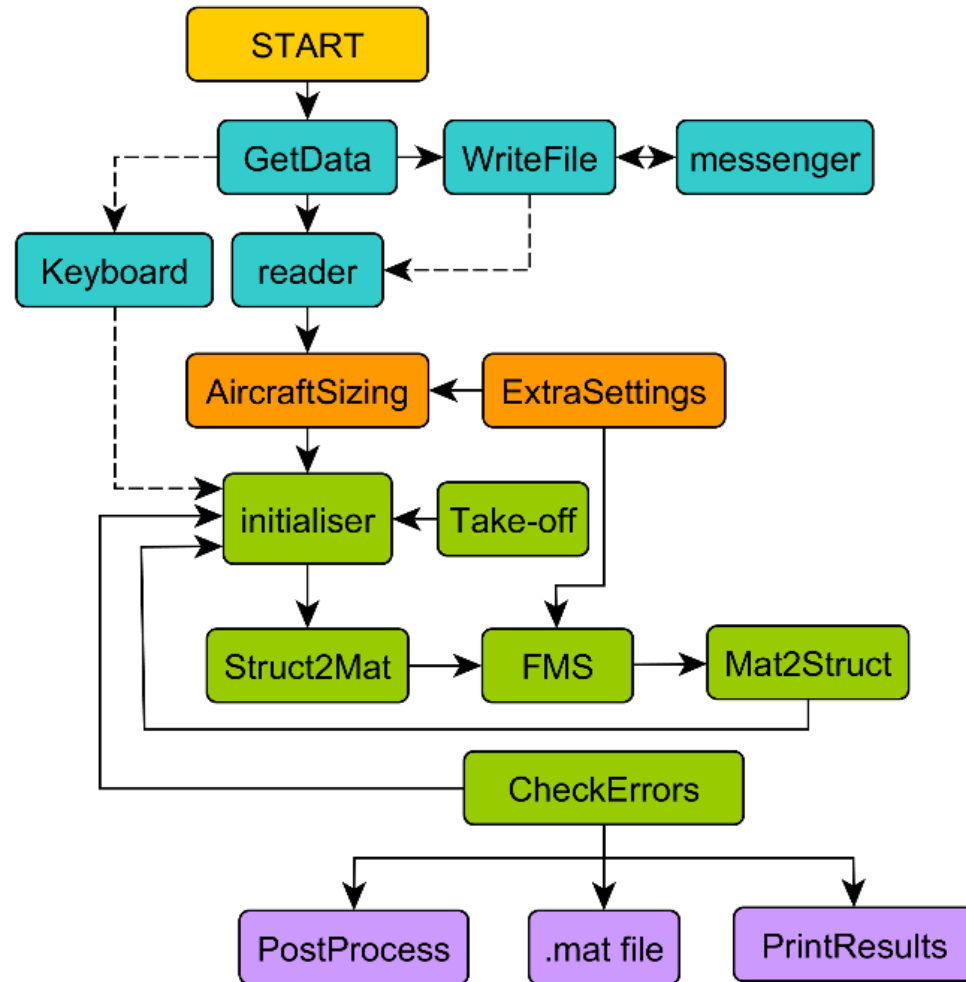 START
GetData
WriteFile
messenger
Keyboard
reader
AircraftSizing
ExtraSettings
initialiser
Take-off
Struct2Mat
FMS
Mat2Struct
CheckErrors
PostProcess
.mat file
PrintResults